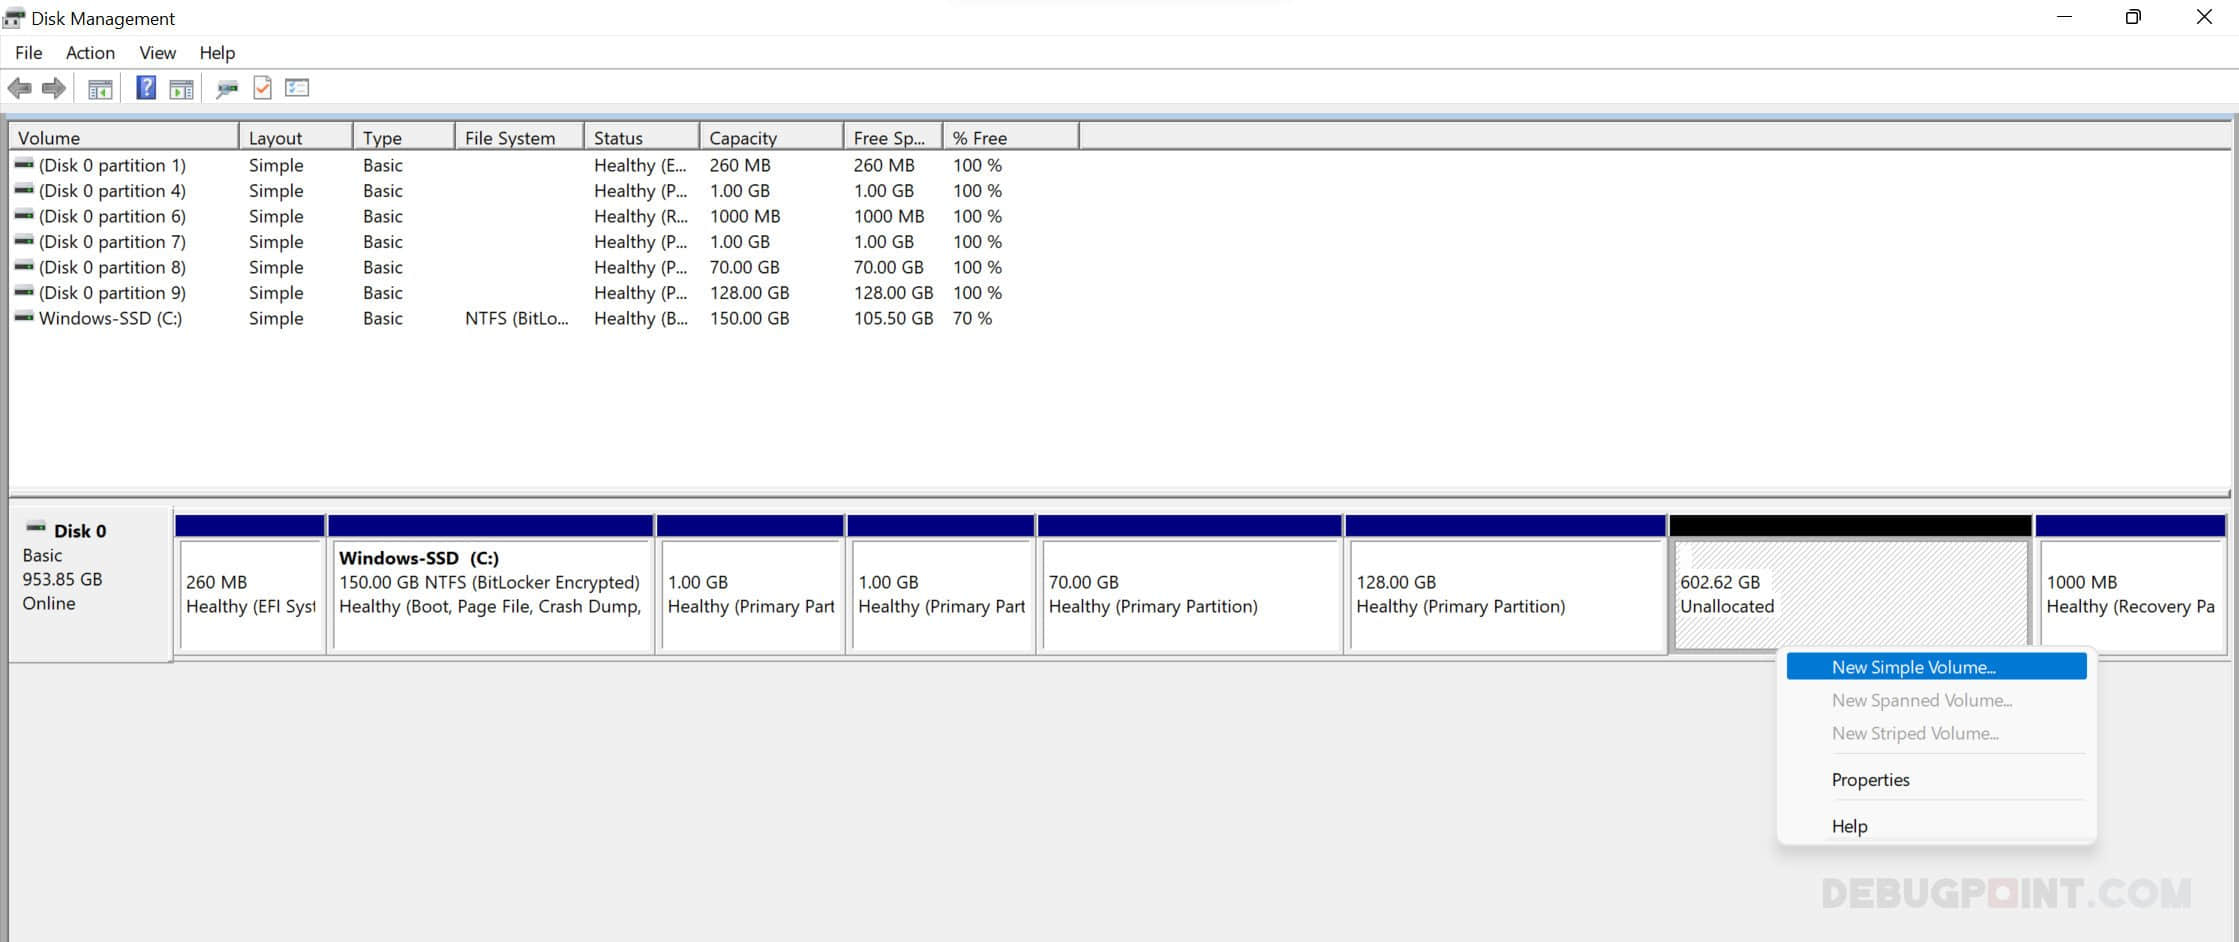 Disk Management
File Action View Help
Volume Layout Type File System Status Capacity Free Sp... % Free
(Disk 0 partition 1) Simple Basic Healthy (E... 260 MB 260 MB 100 %
(Disk 0 partition 4) Simple Basic Healthy (P... 1.00 GB 1.00 GB 100 %
(Disk 0 partition 6) Simple Basic Healthy (R... 1000 MB 1000 MB 100 %
(Disk 0 partition 7) Simple Basic Healthy (P... 1.00 GB 1.00 GB 100 %
(Disk 0 partition 8) Simple Basic Healthy (P... 70.00 GB 70.00 GB 100 %
(Disk 0 partition 9) Simple Basic Healthy (P... 128.00 GB 128.00 GB 100 %
Windows-SSD (C:) Simple Basic NTFS (BitLo... Healthy (B... 150.00 GB 105.50 GB 70 %
Disk 0
Basic
953.85 GB
Online
260 MB
Healthy (EFI Syst
Windows-SSD (C:)
150.00 GB NTFS (BitLocker Encrypted)
Healthy (Boot, Page File, Crash Dump,
1.00 GB
Healthy (Primary Part
1.00 GB
Healthy (Primary Part
70.00 GB
Healthy (Primary Partition)
128.00 GB
Healthy (Primary Partition)
602.62 GB
Unallocated
1000 MB
Healthy (Recovery Pa
New Simple Volume...
New Spanned Volume...
New Striped Volume...
Properties
Help
DEBUGPOINT.COM